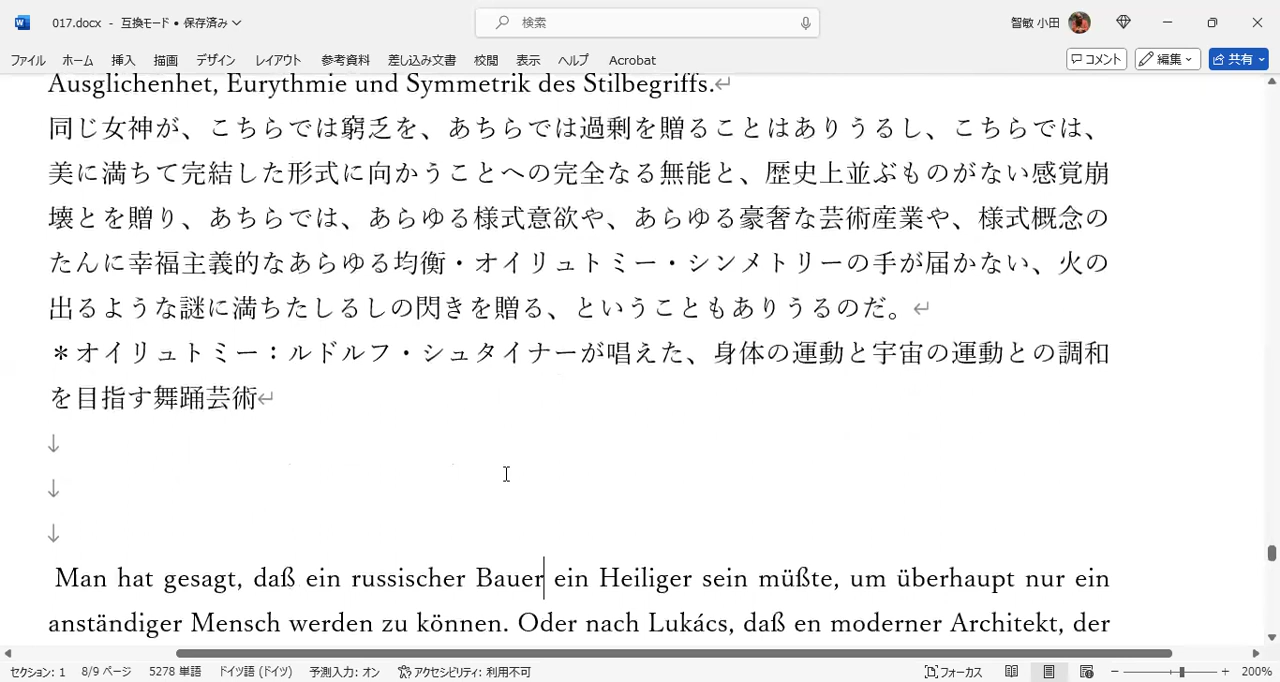 017.docx - 互換モード • 保存済み
検索
智敏 小田
ファイル ホーム 挿入 描画 デザイン レイアウト 参考資料 差し込み文書 校閲 表示 ヘルプ Acrobat
コメント 編集 共有
Ausglichenhet, Eurythmie und Symmetrik des Stilbegriffs.↵
同じ女神が、こちらでは窮乏を、あちらでは過剰を贈ることはありうるし、こちらでは、
美に満ちて完結した形式に向かうことへの完全なる無能と、歴史上並ぶものがない感覚崩
壊とを贈り、あちらでは、あらゆる様式意欲や、あらゆる豪奢な芸術産業や、様式概念の
たんに幸福主義的なあらゆる均衡・オイリュトミー・シンメトリーの手が届かない、火の
出るような謎に満ちたしるしの閃きを贈る、ということもありうるのだ。↵
＊オイリュトミー：ルドルフ・シュタイナーが唱えた、身体の運動と宇宙の運動との調和
を目指す舞踊芸術↵
↓
↓
↓
Man hat gesagt, daß ein russischer Bauer ein Heiliger sein müßte, um überhaupt nur ein
anständiger Mensch werden zu können. Oder nach Lukács, daß en moderner Architekt, der
セクション: 1 8/9 ページ 5278 単語 ドイツ語 (ドイツ) 予測入力: オン アクセシビリティ: 利用不可 フォーカス 200%